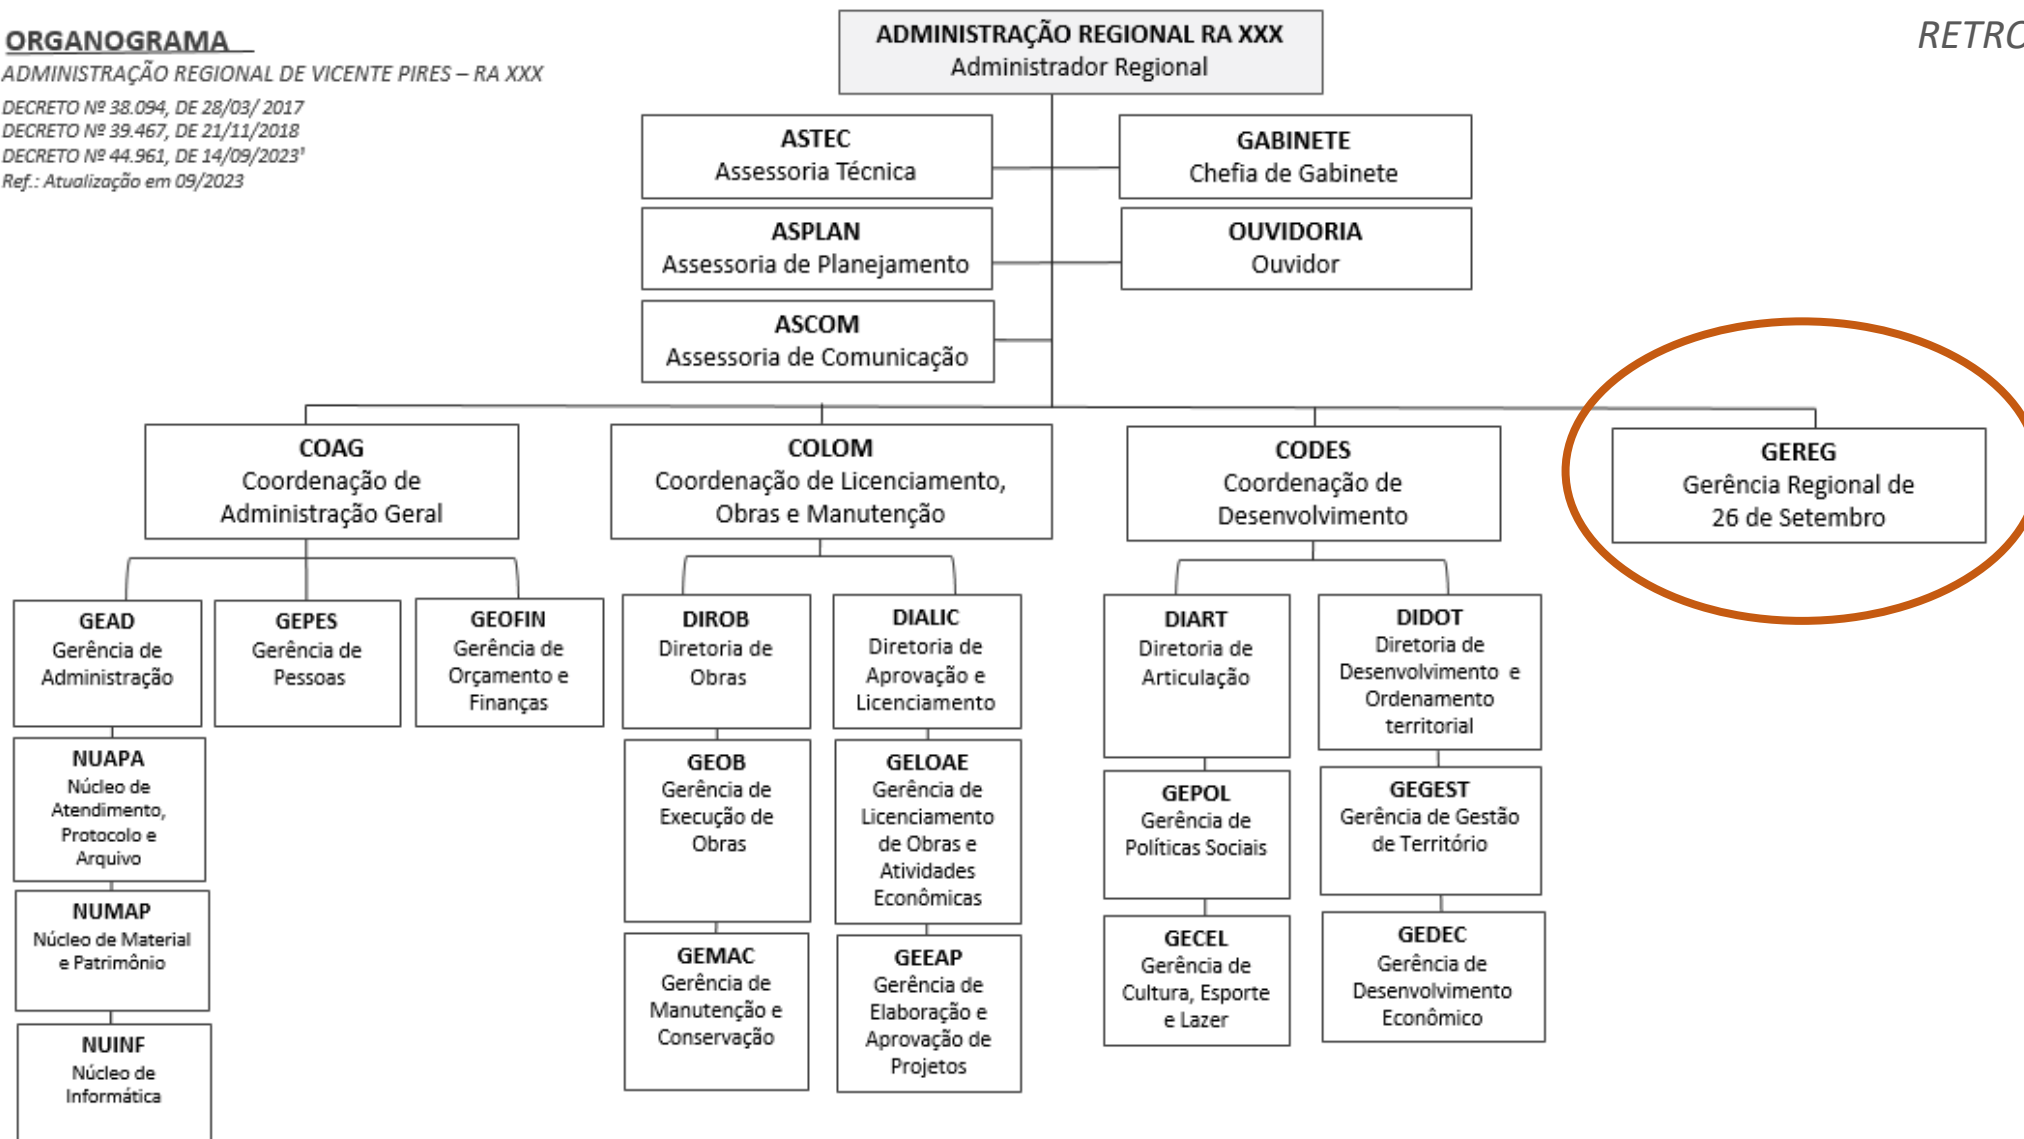 ORGANOGRAMA
ADMINISTRAÇÃO REGIONAL DE VICENTE PIRES – RA XXX
DECRETO Nº 38.094, DE 28/03/ 2017
DECRETO Nº 39.467, DE 21/11/2018
DECRETO Nº 44.961, DE 14/09/2023¹
Ref.: Atualização em 09/2023
RETRO
ADMINISTRAÇÃO REGIONAL RA XXX
Administrador Regional
ASTEC
Assessoria Técnica
GABINETE
Chefia de Gabinete
ASPLAN
Assessoria de Planejamento
OUVIDORIA
Ouvidor
ASCOM
Assessoria de Comunicação
COAG
Coordenação de
Administração Geral
COLOM
Coordenação de Licenciamento,
Obras e Manutenção
CODES
Coordenação de
Desenvolvimento
GEREG
Gerência Regional de
26 de Setembro
GEAD
Gerência de
Administração
GEPES
Gerência de
Pessoas
GEOFIN
Gerência de
Orçamento e
Finanças
DIROB
Diretoria de
Obras
DIALIC
Diretoria de
Aprovação e
Licenciamento
DIART
Diretoria de
Articulação
DIDOT
Diretoria de
Desenvolvimento e
Ordenamento
territorial
NUAPA
Núcleo de
Atendimento,
Protocolo e
Arquivo
GEOB
Gerência de
Execução de
Obras
GELOAE
Gerência de
Licenciamento
de Obras e
Atividades
Econômicas
GEPOL
Gerência de
Políticas Sociais
GEGEST
Gerência de Gestão
de Território
NUMAP
Núcleo de Material
e Patrimônio
GEMAC
Gerência de
Manutenção e
Conservação
GEEAP
Gerência de
Elaboração e
Aprovação de
Projetos
GECEL
Gerência de
Cultura, Esporte
e Lazer
GEDEC
Gerência de
Desenvolvimento
Econômico
NUINF
Núcleo de
Informática